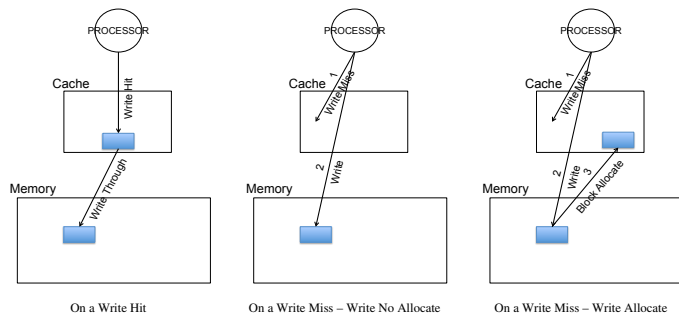 PROCESSOR
Write Hit
Cache
Write Through
Memory
On a Write Hit
PROCESSOR
1
Write Miss
Cache
2
Write
Memory
On a Write Miss – Write No Allocate
PROCESSOR
1
Write Miss
Cache
2
Write
3
Block Allocate
Memory
On a Write Miss – Write Allocate